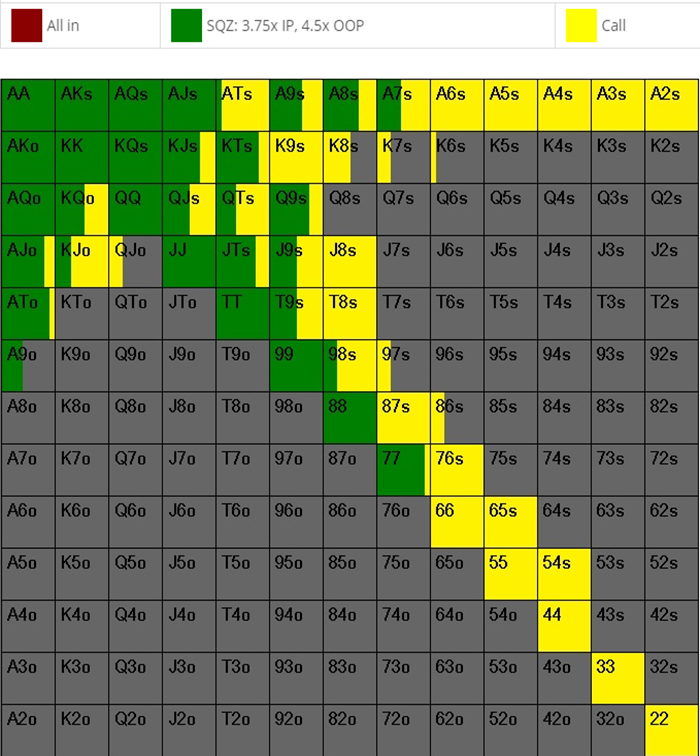 All in SQZ: 3.75x IP, 4.5x OOP Call
AA AKs AQs AJs ATs A9s A8s A7s A6s A5s A4s A3s A2s
AKo KK KQs KJs KTs K9s K8s K7s K6s K5s K4s K3s K2s
AQo KQo QQ QJs QTs Q9s Q8s Q7s Q6s Q5s Q4s Q3s Q2s
AJo KJo QJo JJ JTs J9s J8s J7s J6s J5s J4s J3s J2s
ATo KTo QTo JTo TT T9s T8s T7s T6s T5s T4s T3s T2s
A9o K9o Q9o J9o T9o 99 98s 97s 96s 95s 94s 93s 92s
A8o K8o Q8o J8o T8o 98o 88 87s 86s 85s 84s 83s 82s
A7o K7o Q7o J7o T7o 97o 87o 77 76s 75s 74s 73s 72s
A6o K6o Q6o J6o T6o 96o 86o 76o 66 65s 64s 63s 62s
A5o K5o Q5o J5o T5o 95o 85o 75o 65o 55 54s 53s 52s
A4o K4o Q4o J4o T4o 94o 84o 74o 64o 54o 44 43s 42s
A3o K3o Q3o J3o T3o 93o 83o 73o 63o 53o 43o 33 32s
A2o K2o Q2o J2o T2o 92o 82o 72o 62o 52o 42o 32o 22